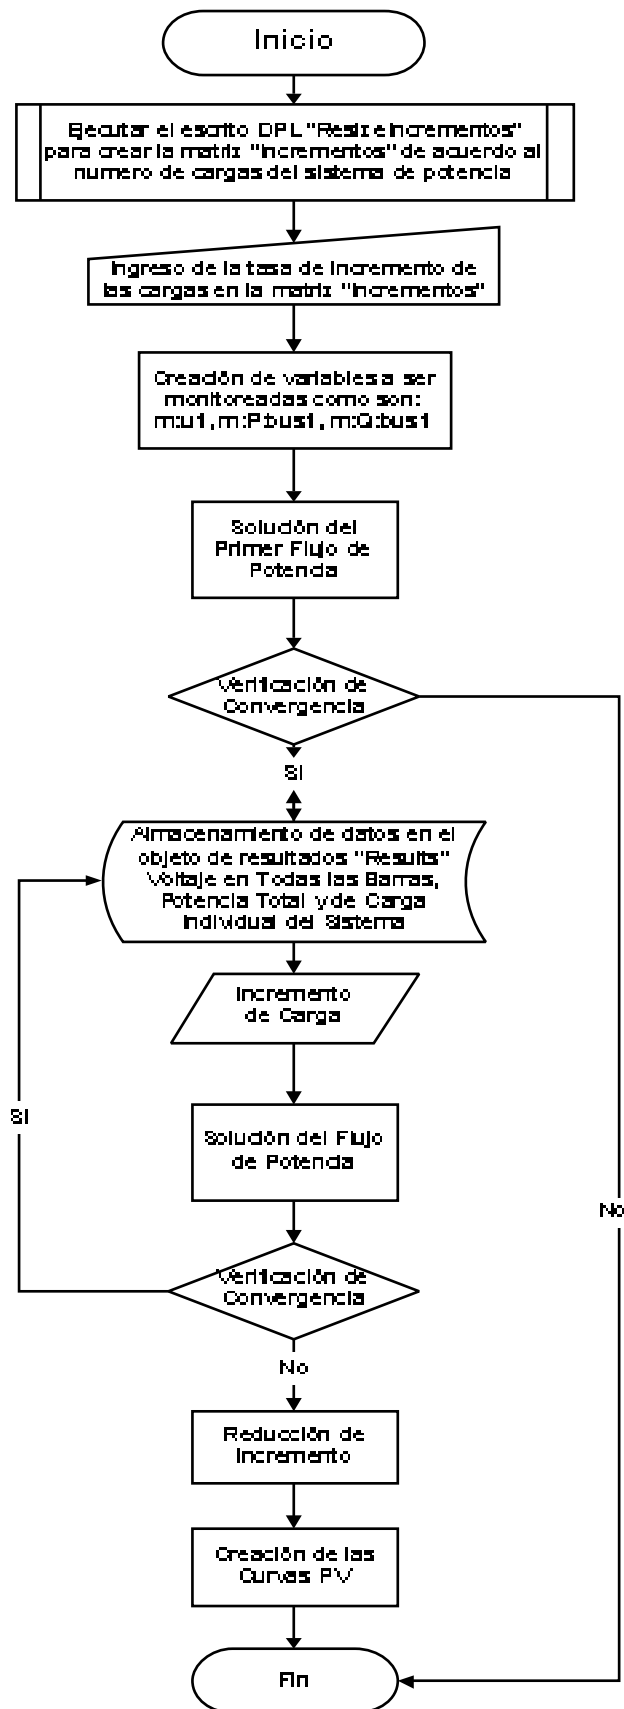 Inicio
Ejecutar el escrito DPL "ResizeIncrementos"
para crear la matriz "Incrementos" de acuerdo al
numero de cargas del sistema de potencia
Ingreso de la tasa de Incremento de
las cargas en la matriz "Incrementos"
Creación de variables a ser
monitoreadas como son:
m:u1, m:P:bus1, m:Q:bus1
Solución del
Primer Flujo de
Potencia
Verificación de
Convergencia
SI
Almacenamiento de datos en el
objeto de resultados "Results"
Voltaje en Todas las Barras,
Potencia Total y de Carga
Individual del Sistema
Incremento
de Carga
SI
Solución del Flujo
de Potencia
No
Verificación de
Convergencia
No
Reducción de
Incremento
Creación de las
Curvas PV
Fin